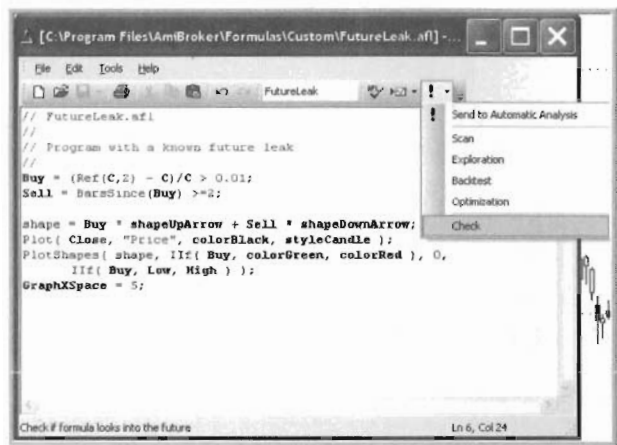 [C:\Program Files\AmiBroker\Formulas\Custom\FutureLeak.afl] -...
File Edit Tools Help
FutureLeak
// FutureLeak.afl
//
// Program with a known future leak
//
Buy = (Ref(C,2) - C)/C > 0.01;
Sell = BarsSince(Buy) >=2;
shape = Buy * shapeUpArrow + Sell * shapeDownArrow;
Plot( Close, "Price", colorBlack, styleCandle );
PlotShapes( shape, IIf( Buy, colorGreen, colorRed ), 0,
IIf( Buy, Low, High ) );
GraphXSpace = 5;
Send to Automatic Analysis
Scan
Exploration
Backtest
Optimization
Check
Check if formula looks into the future
Ln 6, Col 24